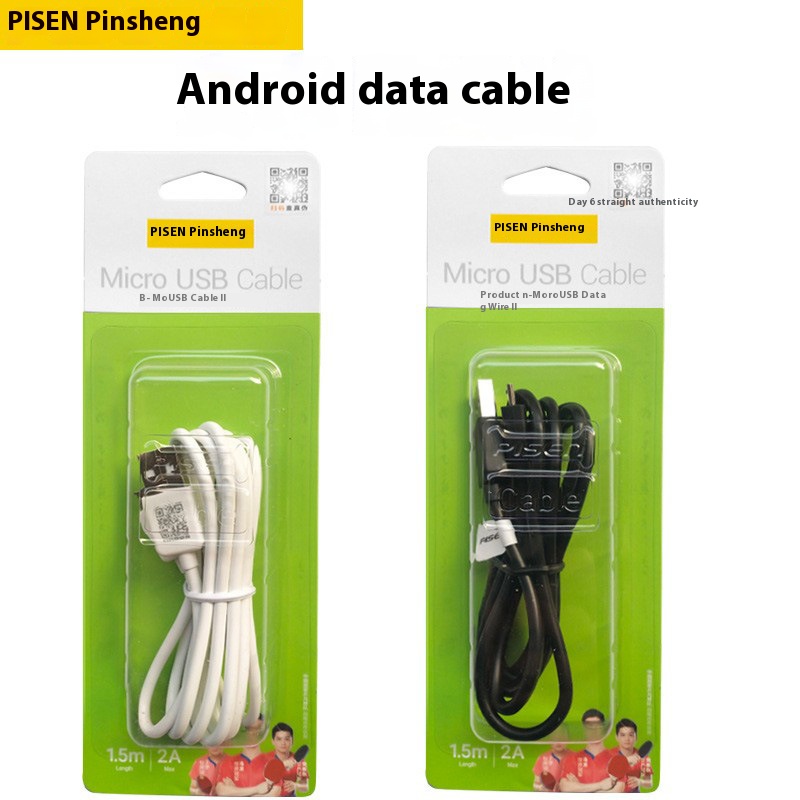 PISEN Pinsheng
Android data cable
PISEN Pinsheng
Micro USB Cable
B-MoUSB Cable II
1.5m
Length
2A
Max
Day 6 straight authenticity
PISEN Pinsheng
Micro USB Cable
Product n-MoroUSB Data
g Wire II
PISEN
Cable
PISE
1.5m
Length
2A
Max